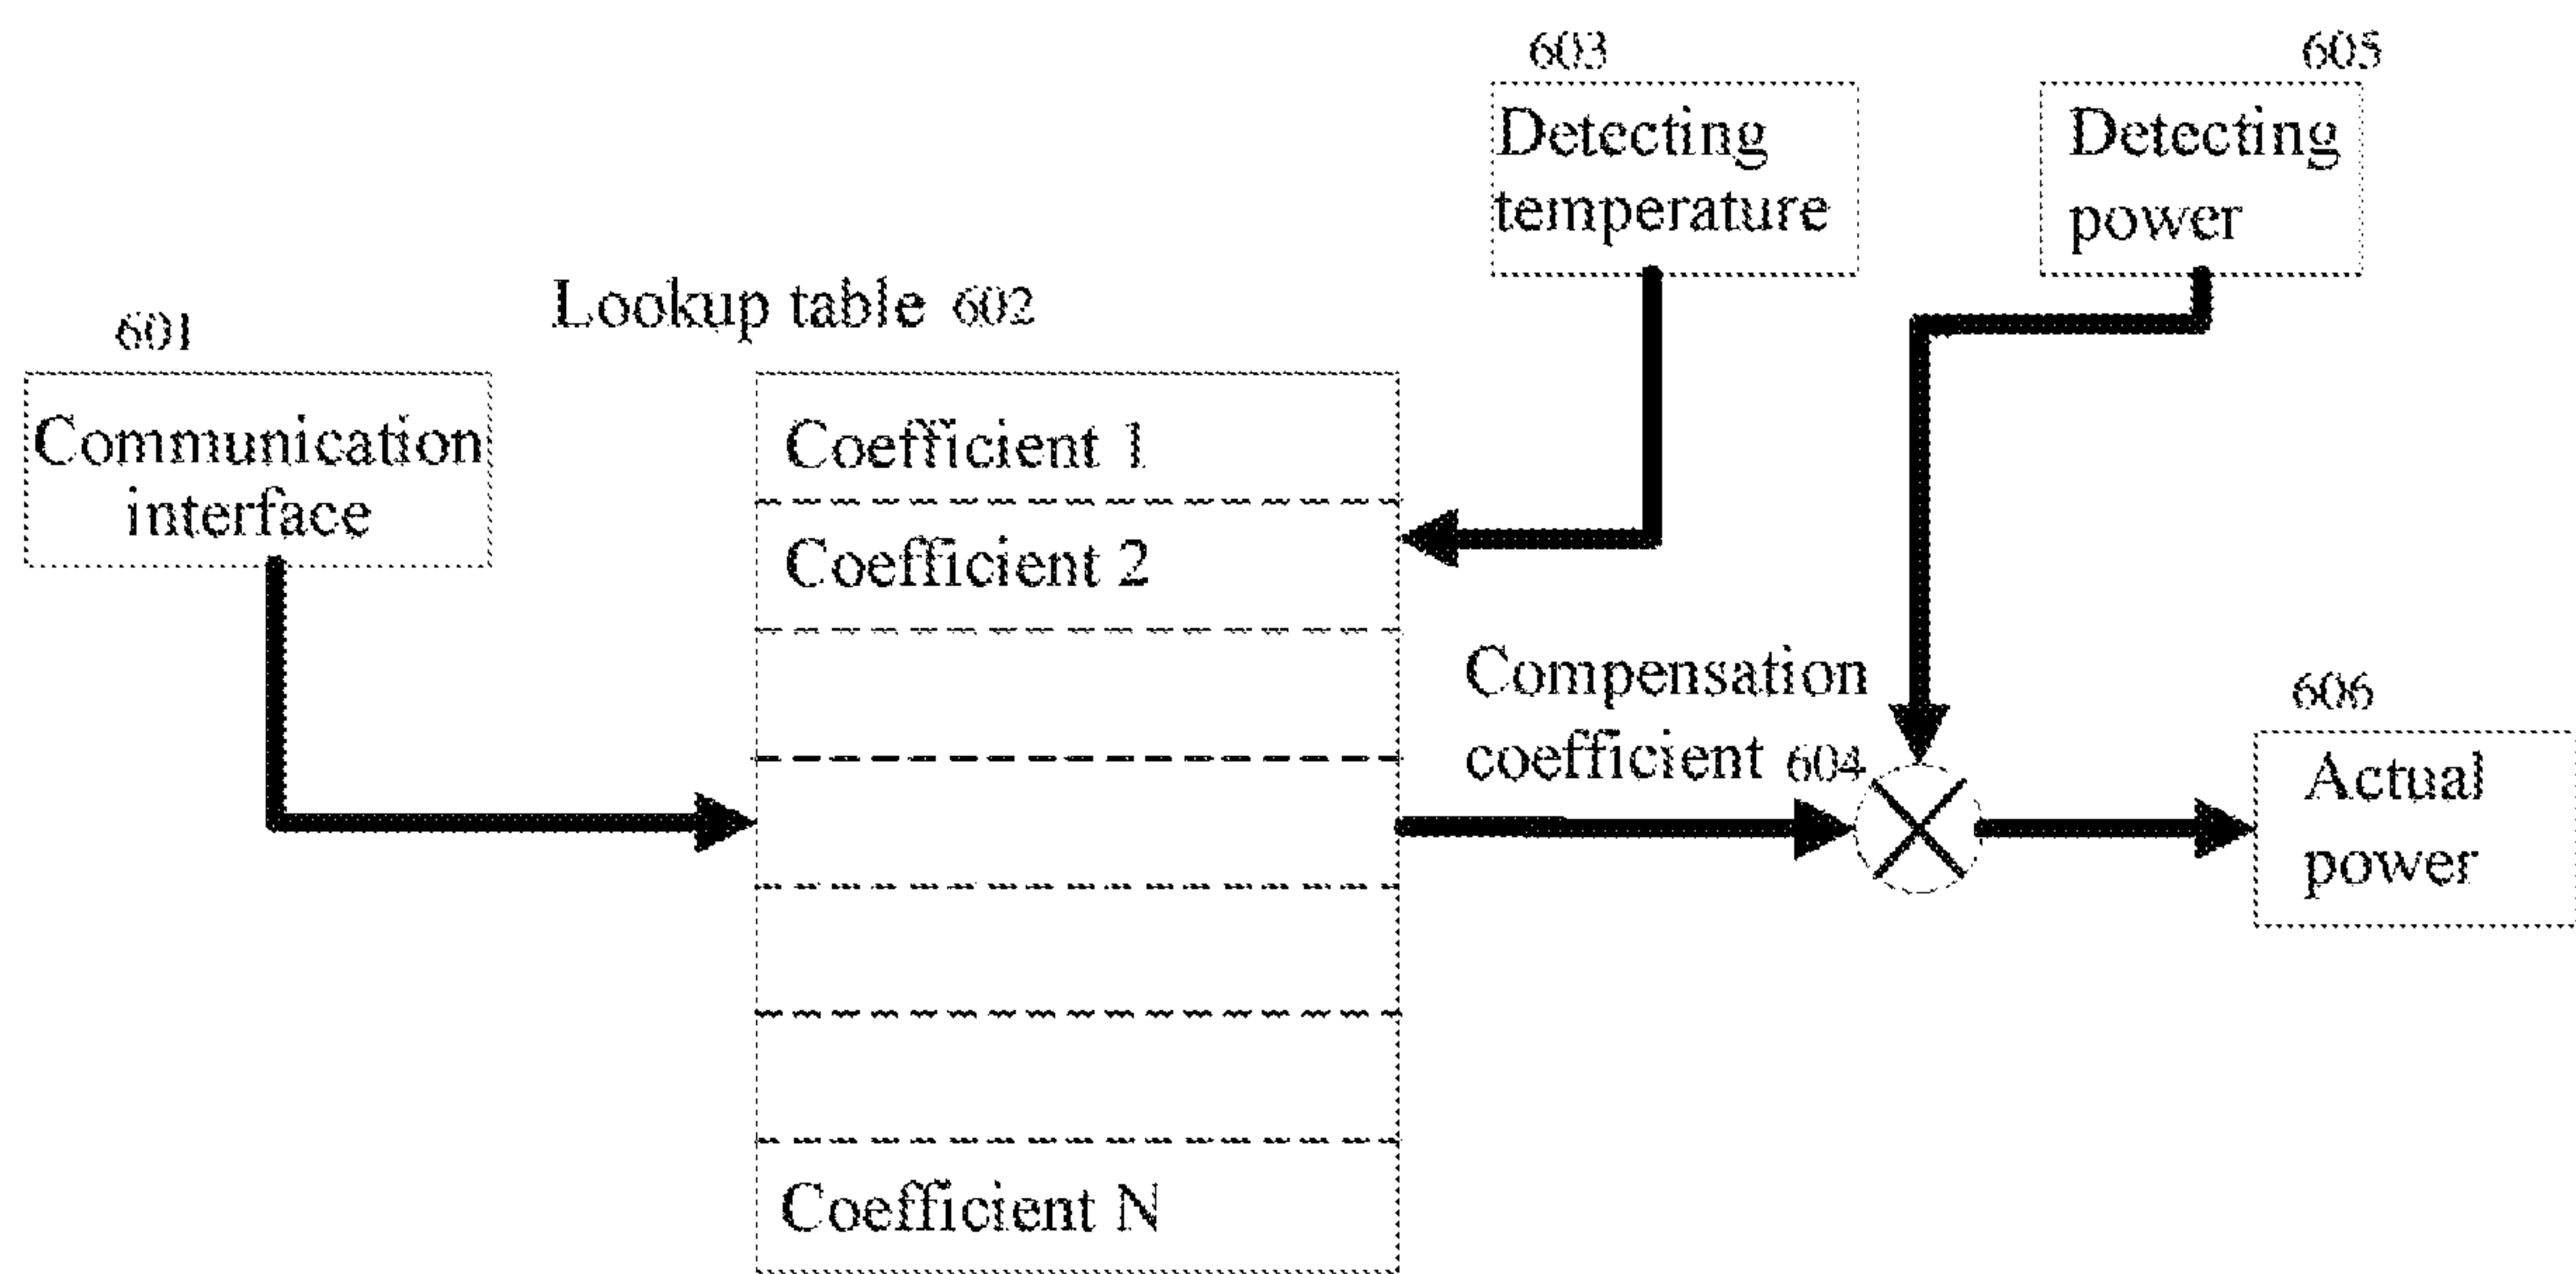 603
605
Detecting
temperature
Detecting
power
Lookup table 602
601
Communication
interface
Coefficient 1
Coefficient 2
Compensation
coefficient 604
606
Actual
power
Coefficient N